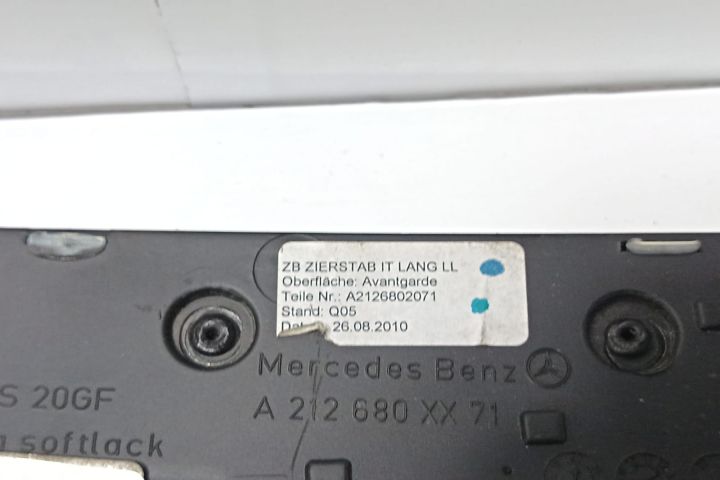 ZB ZIERSTAB IT LANG LL
Oberfläche: Avantgarde
Teile Nr.: A2126802071
Stand: Q05
26.08.2010
Mercedes Benz
A 212 680 XX 71
S 20GF
softlack